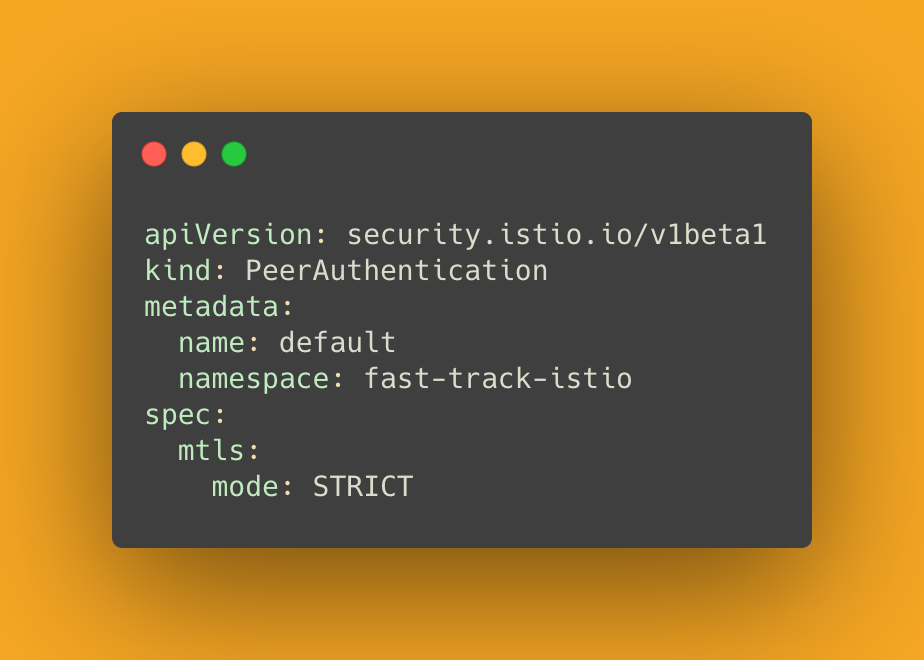 apiVersion: security.istio.io/v1beta1
kind: PeerAuthentication
metadata:
  name: default
  namespace: fast-track-istio
spec:
  mtls:
    mode: STRICT